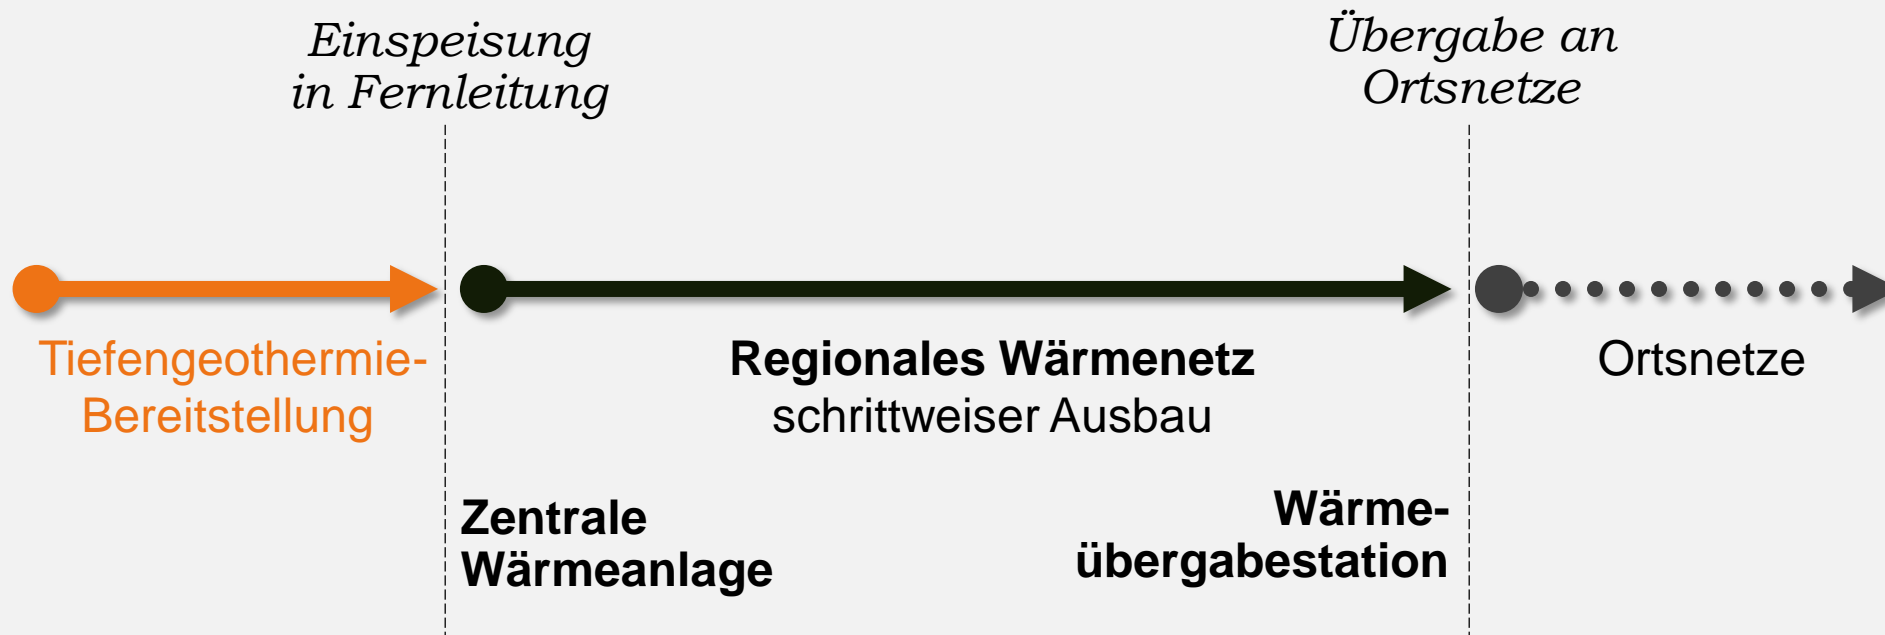 Einspeisung
in Fernleitung
Übergabe an
Ortsnetze
Tiefengeothermie-
Bereitstellung
Regionales Wärmenetz
schrittweiser Ausbau
Ortsnetze
Zentrale
Wärmeanlage
Wärme-
übergabestation